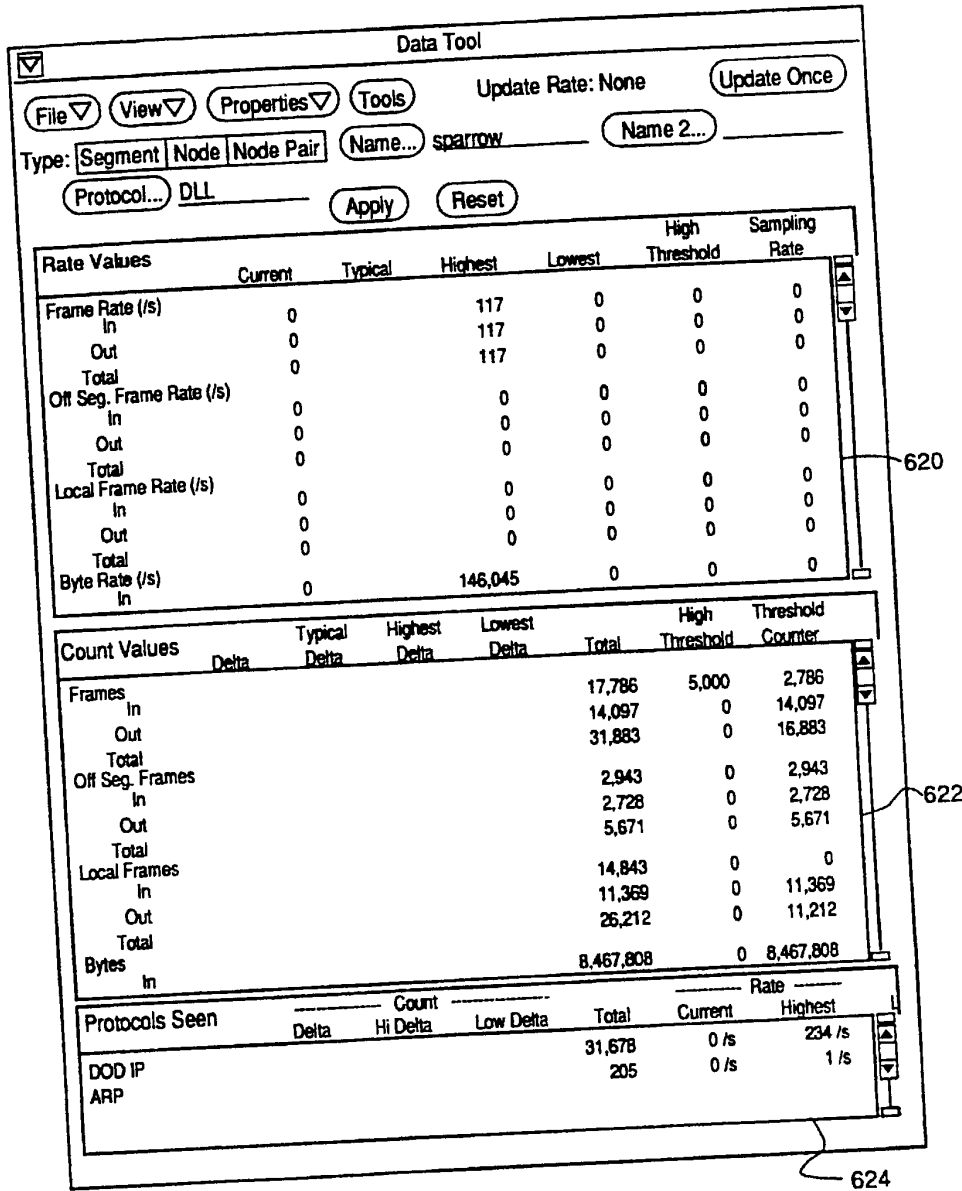 Data Tool
File View Properties Tools Update Rate: None Update Once
Type: Segment Node Node Pair Name... sparrow Name 2...
Protocol... DLL Apply Reset
Rate Values Current Typical Highest Lowest High Threshold Sampling Rate
Frame Rate (/s)
In 0 117 0 0 0
Out 0 117 0 0 0
Total 0 117 0 0 0
Off Seg. Frame Rate (/s)
In 0 0 0 0 0
Out 0 0 0 0 0
Total 0 0 0 0 0
Local Frame Rate (/s)
In 0 0 0 0 0
Out 0 0 0 0 0
Total 0 0 0 0 0
Byte Rate (/s)
In 0 146,045 0 0 0
620
Count Values Delta Typical Delta Highest Delta Lowest Delta Total High Threshold Threshold Counter
Frames
In 17,786 5,000 2,786
Out 14,097 0 14,097
Total 31,883 0 16,883
Off Seg. Frames
In 2,943 0 2,943
Out 2,728 0 2,728
Total 5,671 0 5,671
Local Frames
In 14,843 0 0
Out 11,369 0 11,369
Total 26,212 0 11,212
Bytes
In 8,467,808 0 8,467,808
622
Protocols Seen Count Rate
Delta Hi Delta Low Delta Total Current Highest L
DOD IP 31,678 0 /s 234 /s
ARP 205 0 /s 1 /s
624